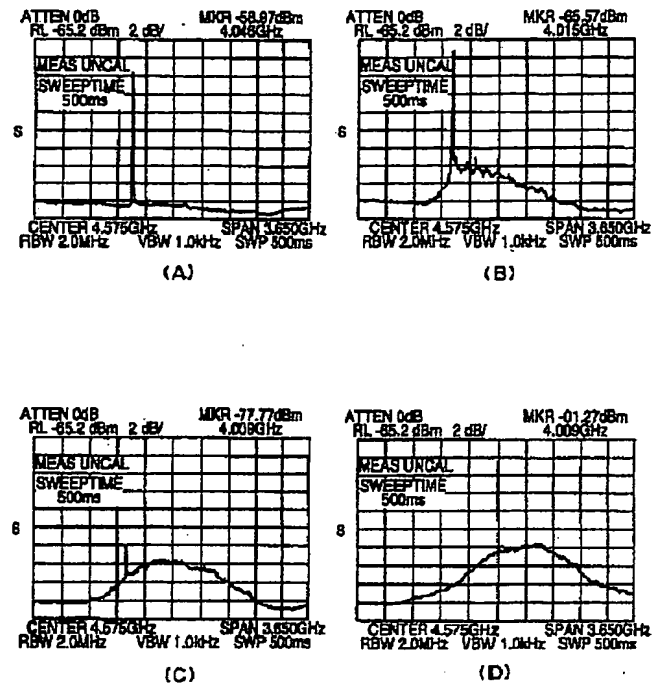 ATTEN 0dB MKR -58.97dBm
RL -65.2 dBm 2 dB/ 4.046GHz
MEAS UNCAL
SWEEPTIME
500ms
S
CENTER 4.575GHz SPAN 3.650GHz
RBW 2.0MHz VBW 1.0kHz SWP 500ms
(A)
ATTEN 0dB MKR -65.57dBm
RL -65.2 dBm 2 dB/ 4.015GHz
MEAS UNCAL
SWEEPTIME
500ms
S
CENTER 4.575GHz SPAN 3.650GHz
RBW 2.0MHz VBW 1.0kHz SWP 500ms
(B)
ATTEN 0dB MKR -77.77dBm
RL -65.2 dBm 2 dB/ 4.009GHz
MEAS UNCAL
SWEEPTIME
500ms
S
CENTER 4.575GHz SPAN 3.650GHz
RBW 2.0MHz VBW 1.0kHz SWP 500ms
(C)
ATTEN 0dB MKR -01.27dBm
RL -65.2 dBm 2 dB/ 4.009GHz
MEAS UNCAL
SWEEPTIME
500ms
S
CENTER 4.575GHz SPAN 3.650GHz
RBW 2.0MHz VBW 1.0kHz SWP 500ms
(D)